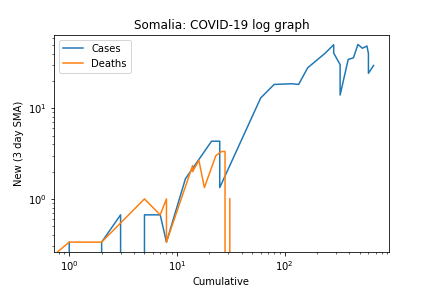 Somalia: COVID-19 log graph
Cases
Deaths
New (3 day SMA)
10¹
10⁰
10⁰ 10¹ 10²
Cumulative